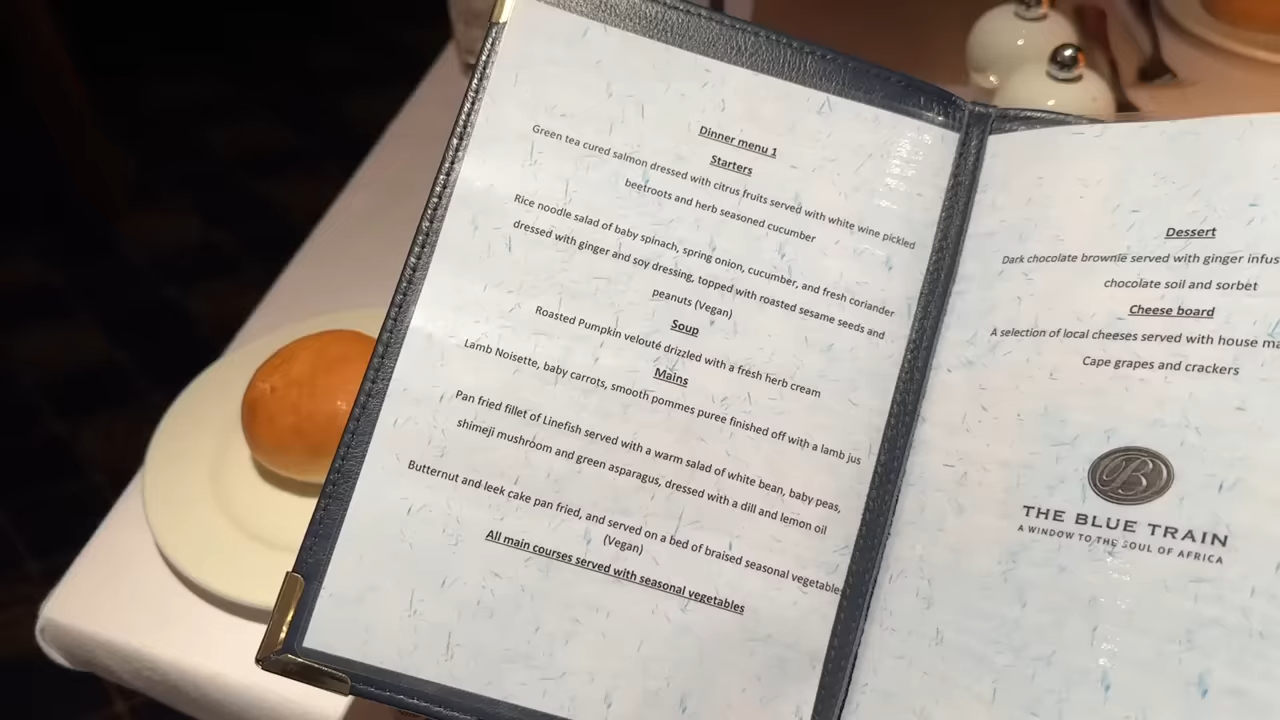 Dinner menu 1
Starters
Green tea cured salmon dressed with citrus fruits served with white wine pickled
beetroots and herb seasoned cucumber
Rice noodle salad of baby spinach, spring onion, cucumber, and fresh coriander
dressed with ginger and soy dressing, topped with roasted sesame seeds and
peanuts (Vegan)
Soup
Roasted Pumpkin velouté drizzled with a fresh herb cream
Mains
Lamb Noisette, baby carrots, smooth pommes puree finished off with a lamb jus
Pan fried fillet of Linefish served with a warm salad of white bean, baby peas,
shimeji mushroom and green asparagus, dressed with a dill and lemon oil
Butternut and leek cake pan fried, and served on a bed of braised seasonal vegetables
(Vegan)
All main courses served with seasonal vegetables
Dessert
Dark chocolate brownie served with ginger
chocolate soil and sorbet
Cheese board
A selection of local cheeses served with house
Cape grapes and crackers
B
THE BLUE TRAIN
A WINDOW TO THE SOUL OF AFRICA